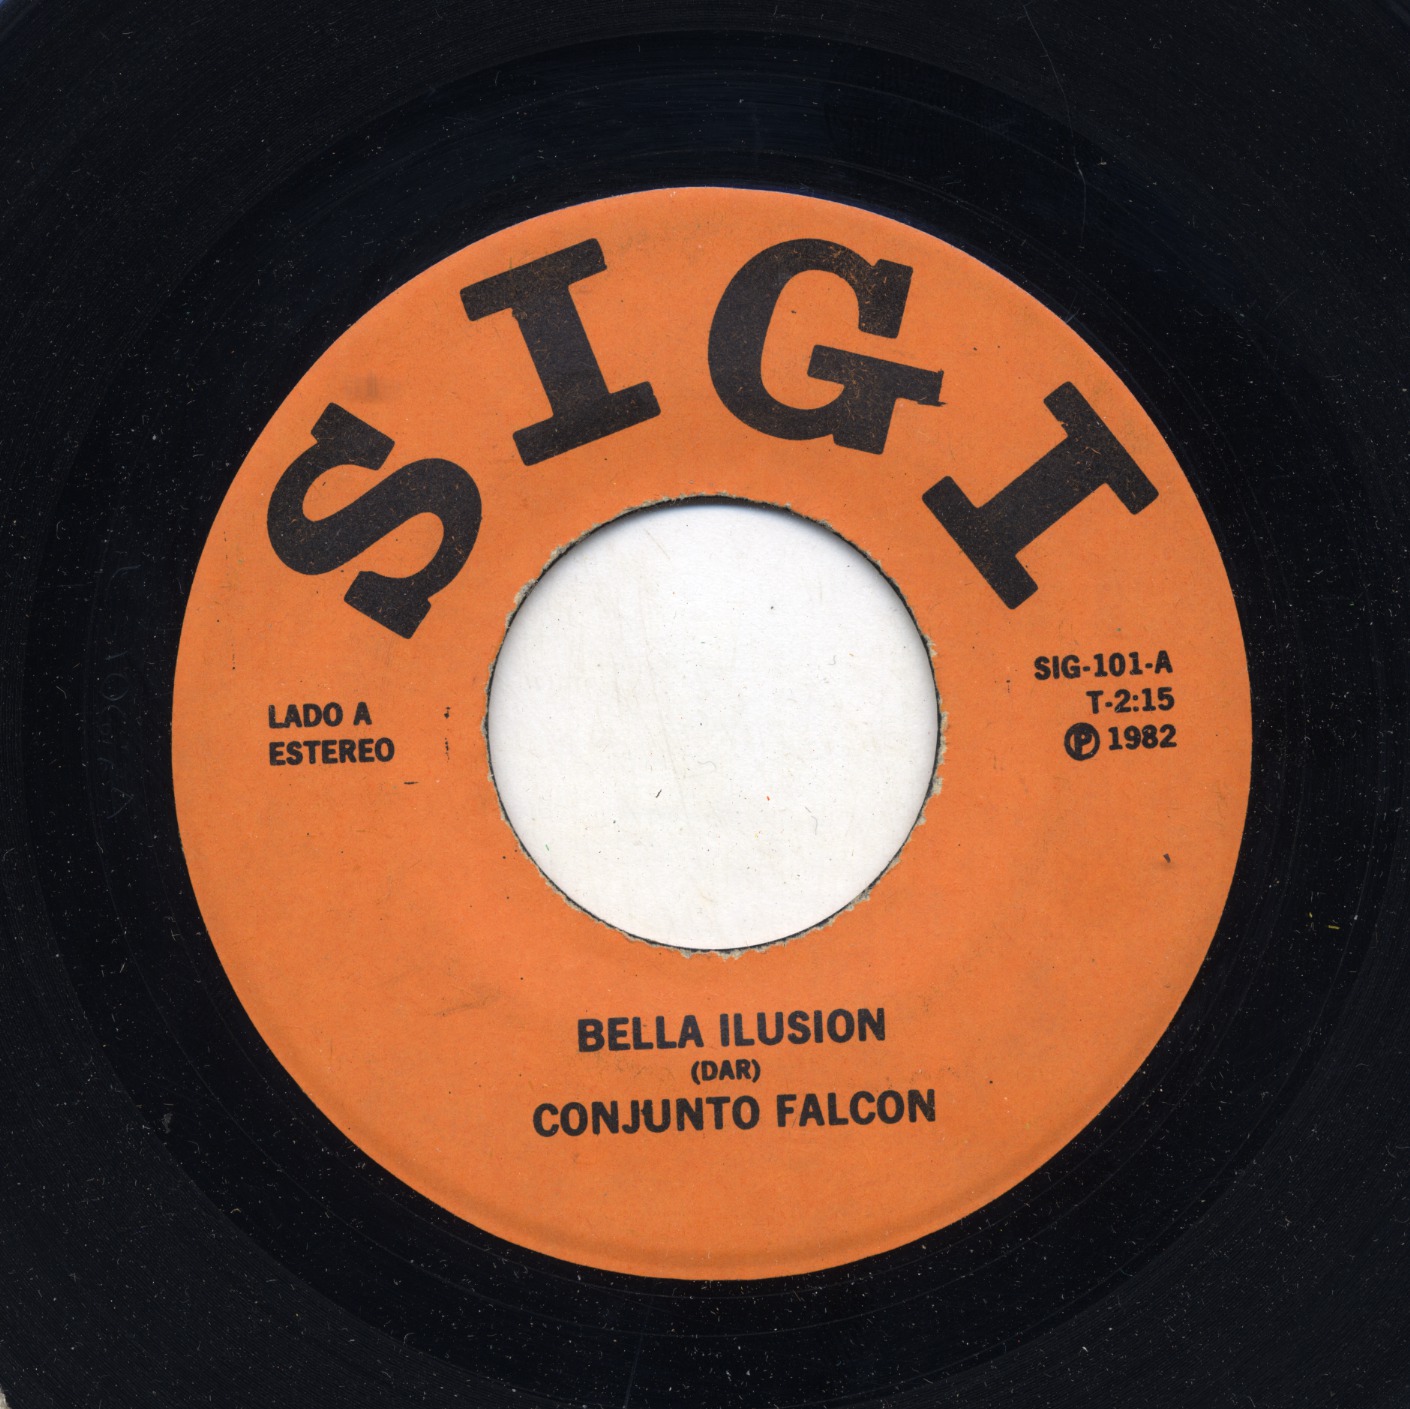 SIGI
LADO A
ESTEREO
SIG-101-A
T-2:15
Ⓟ 1982
BELLA ILUSION
(DAR)
CONJUNTO FALCON